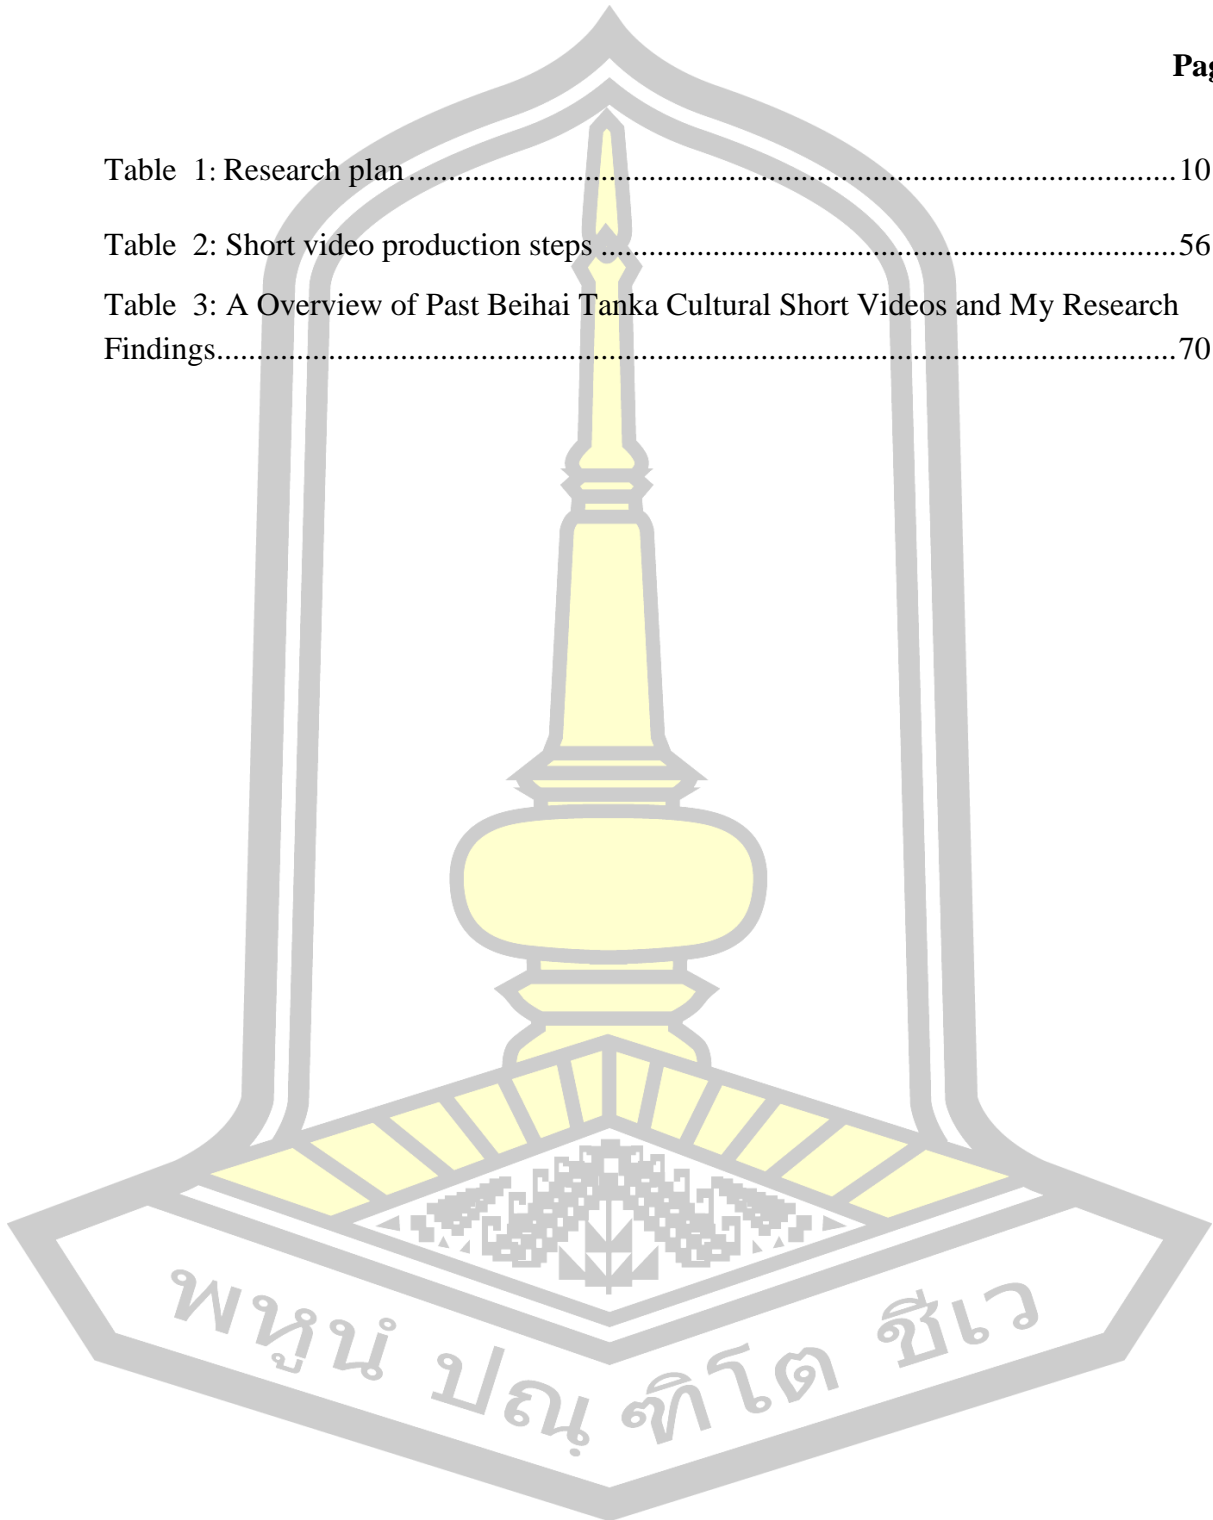 Pag
Table 1: Research plan................................................................................................10
Table 2: Short video production steps ........................................................................56
Table 3: A Overview of Past Beihai Tanka Cultural Short Videos and My Research
Findings........................................................................................................................70
พหูนํ ปณฺฑิโต ชีเว